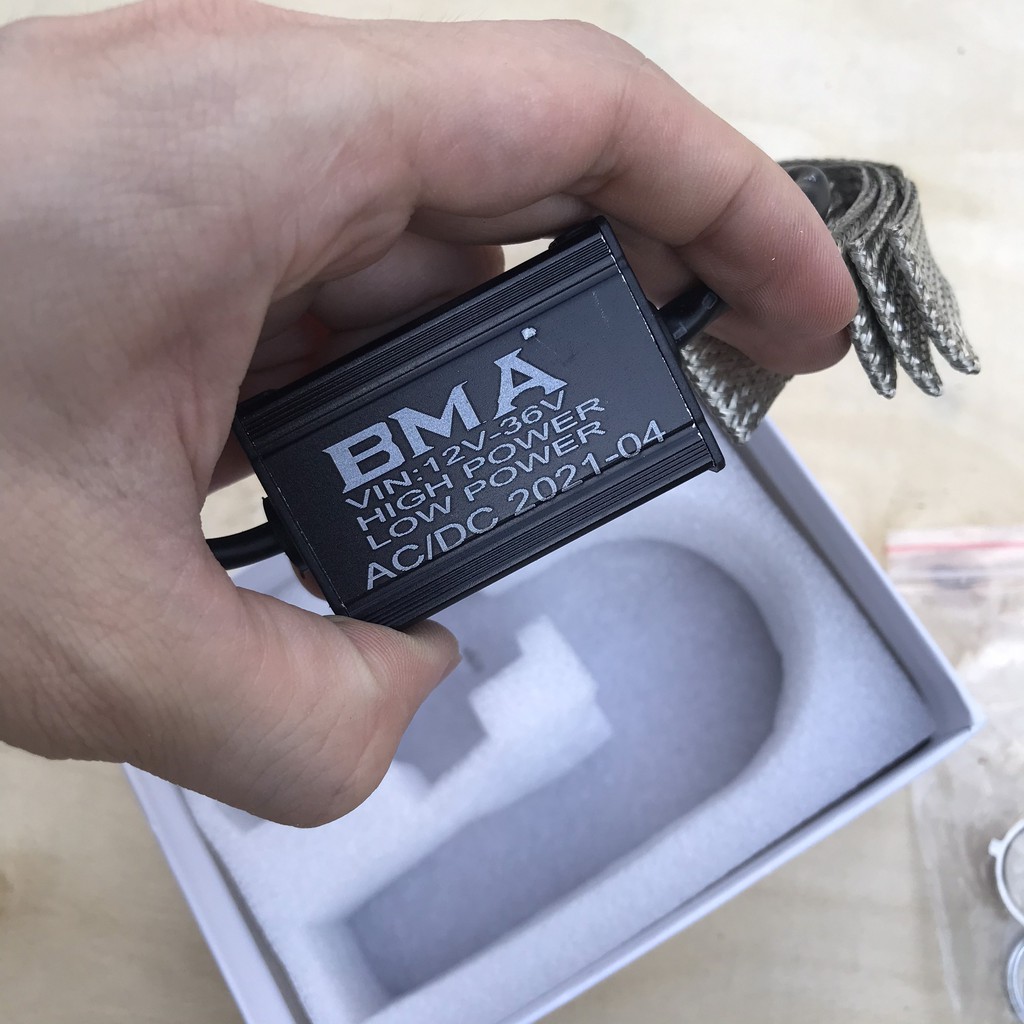 BMA
VIN:12V-36V
HIGH POWER
LOW POWER
AC/DC 2021-04